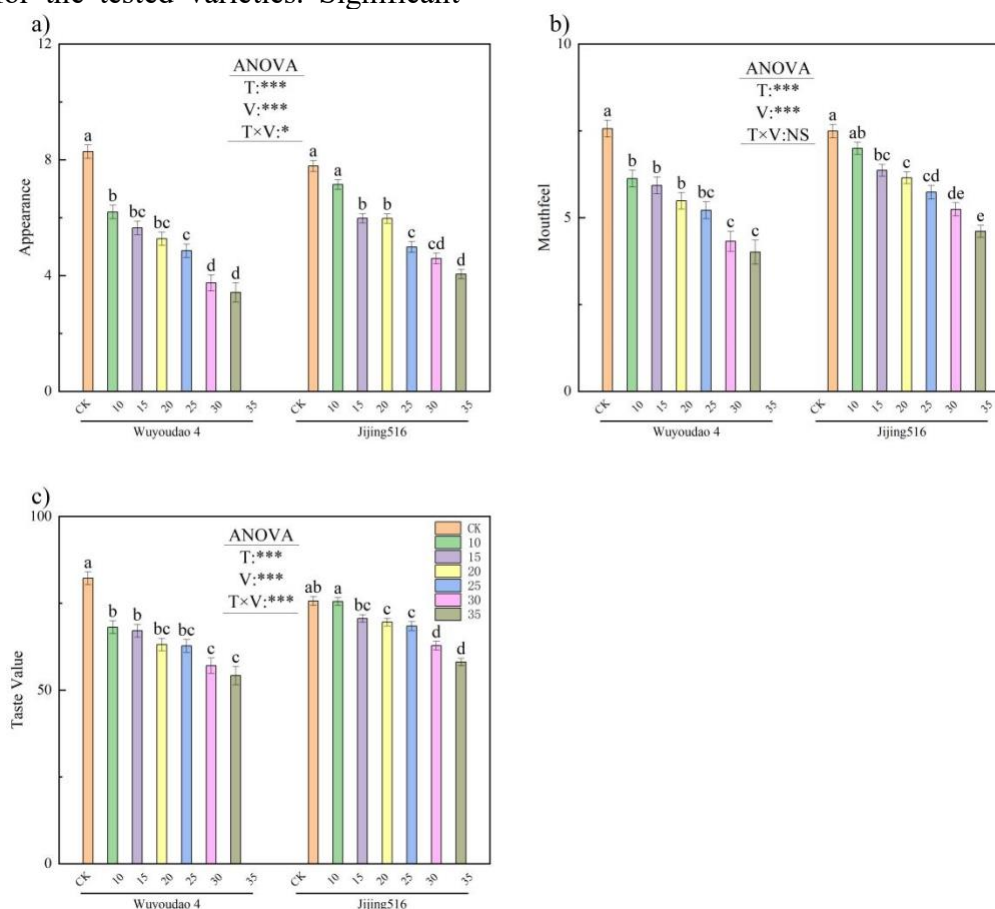 for the tested varieties. Significant
a)
12
8
4
0
Appearance
ANOVA
T:***
V:***
T×V:*
a
b
bc
bc
c
d
d
a
a
b
b
c
cd
d
CK 10 15 20 25 30 35
CK 10 15 20 25 30 35
Wuyoudao 4
Jijing516
b)
10
5
0
Mouthfeel
ANOVA
T:***
V:***
T×V:NS
a
b
b
b
bc
c
c
a
ab
bc
c
cd
de
e
CK 10 15 20 25 30 35
CK 10 15 20 25 30 35
Wuyoudao 4
Jijing516
c)
100
50
0
Taste Value
ANOVA
T:***
V:***
T×V:***
CK
10
15
20
25
30
35
a
b
b
bc
bc
c
c
ab
a
bc
c
c
d
d
CK 10 15 20 25 30 35
CK 10 15 20 25 30 35
Wuyoudao 4
Jijing516